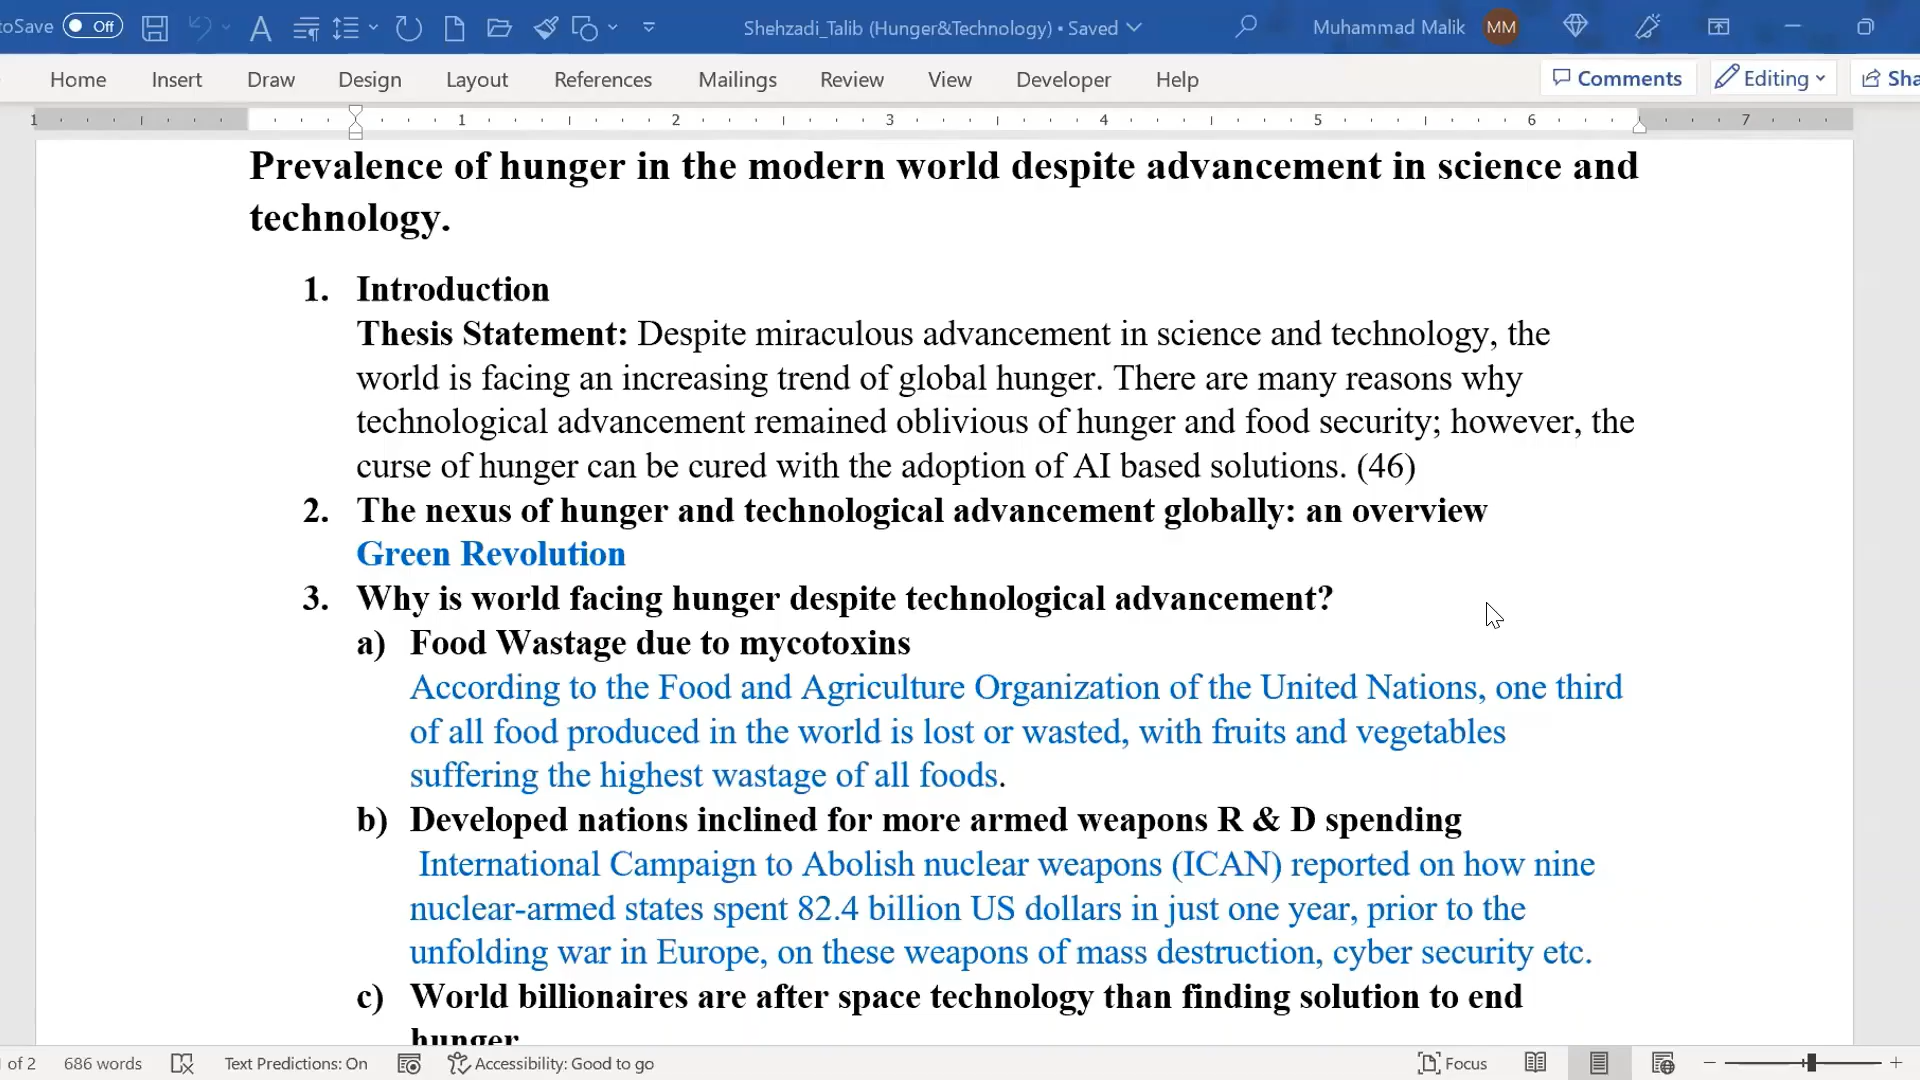 toSave Off Shehzadi_Talib (Hunger&Technology) • Saved Muhammad Malik MM
Home Insert Draw Design Layout References Mailings Review View Developer Help Comments Editing Sha
1 1 2 3 4 5 6 7
Prevalence of hunger in the modern world despite advancement in science and
technology.
1. Introduction
Thesis Statement: Despite miraculous advancement in science and technology, the
world is facing an increasing trend of global hunger. There are many reasons why
technological advancement remained oblivious of hunger and food security; however, the
curse of hunger can be cured with the adoption of AI based solutions. (46)
2. The nexus of hunger and technological advancement globally: an overview
Green Revolution
3. Why is world facing hunger despite technological advancement?
a) Food Wastage due to mycotoxins
According to the Food and Agriculture Organization of the United Nations, one third
of all food produced in the world is lost or wasted, with fruits and vegetables
suffering the highest wastage of all foods.
b) Developed nations inclined for more armed weapons R & D spending
International Campaign to Abolish nuclear weapons (ICAN) reported on how nine
nuclear-armed states spent 82.4 billion US dollars in just one year, prior to the
unfolding war in Europe, on these weapons of mass destruction, cyber security etc.
c) World billionaires are after space technology than finding solution to end
hunger
of 2 686 words Text Predictions: On Accessibility: Good to go Focus